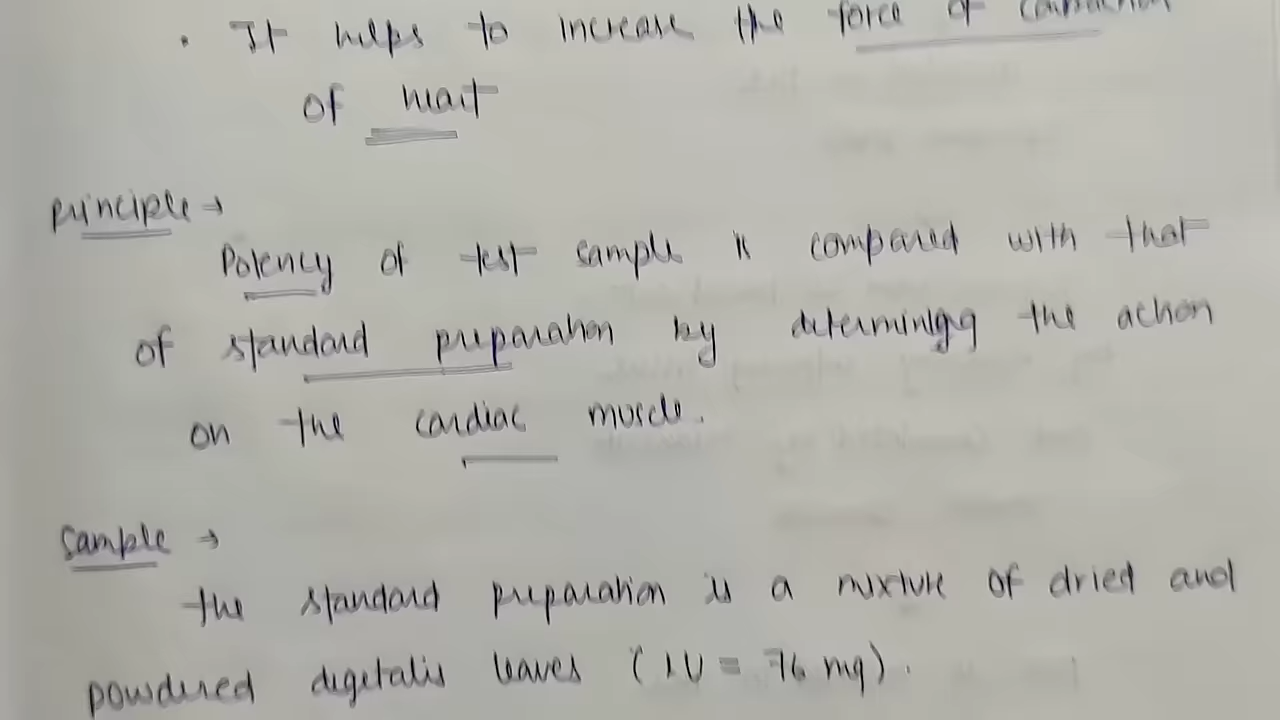 • It helps to increase the force of contraction
of heart
principle →
Potency of test sample is compared with that
of standard preparation by determining the action
on the cardiac muscle.
Sample →
the standard preparation is a mixture of dried and
powdered digetalis leaves (1U = 76 mg).